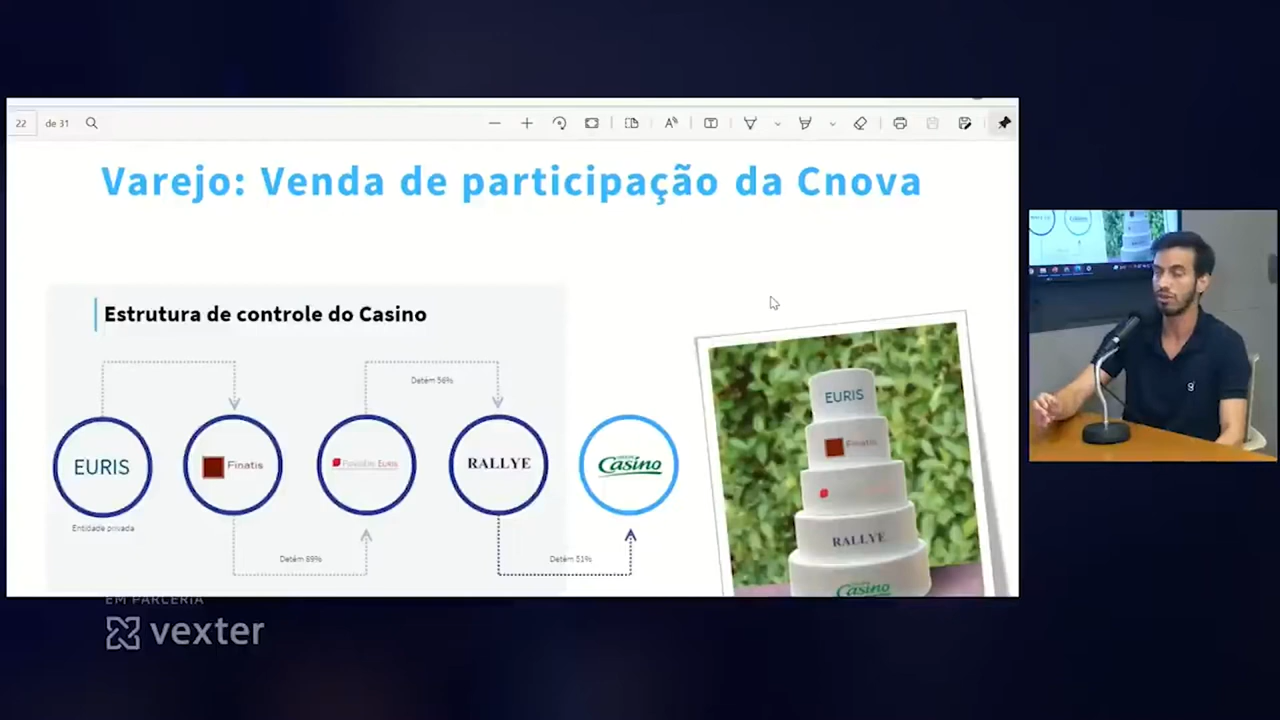 22 de 31
Varejo: Venda de participação da Cnova
Estrutura de controle do Casino
Detém 56%
EURIS
Finatis
RALLYE
Casino
Entidade privada
Detém 89%
Detém 51%
EURIS
Finatis
RALLYE
Casino
EM PARCERIA
vexter